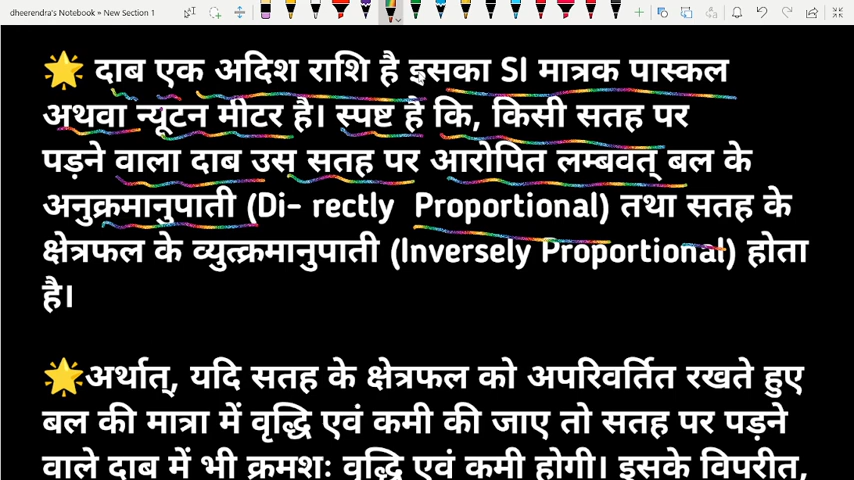 dheerendra's Notebook » New Section 1
🌟 दाब एक अदिश राशि है इसका SI मात्रक पास्कल
अथवा न्यूटन मीटर है। स्पष्ट है कि, किसी सतह पर
पड़ने वाला दाब उस सतह पर आरोपित लम्बवत् बल के
अनुक्रमानुपाती (Di- rectly Proportional) तथा सतह के
क्षेत्रफल के व्युत्क्रमानुपाती (Inversely Proportional) होता
है।
🌟अर्थात्, यदि सतह के क्षेत्रफल को अपरिवर्तित रखते हुए
बल की मात्रा में वृद्धि एवं कमी की जाए तो सतह पर पड़ने
वाले दाब में भी क्रमशः वृद्धि एवं कमी होगी। इसके विपरीत,